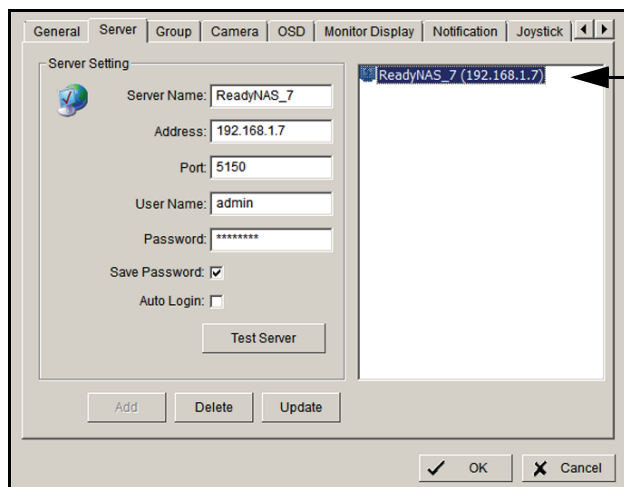 General Server Group Camera OSD Monitor Display Notification Joystick
Server Setting
Server Name: ReadyNAS_7
Address: 192.168.1.7
Port: 5150
User Name: admin
Password: ********
Save Password:
Auto Login:
Test Server
Add Delete Update
ReadyNAS_7 (192.168.1.7)
OK Cancel